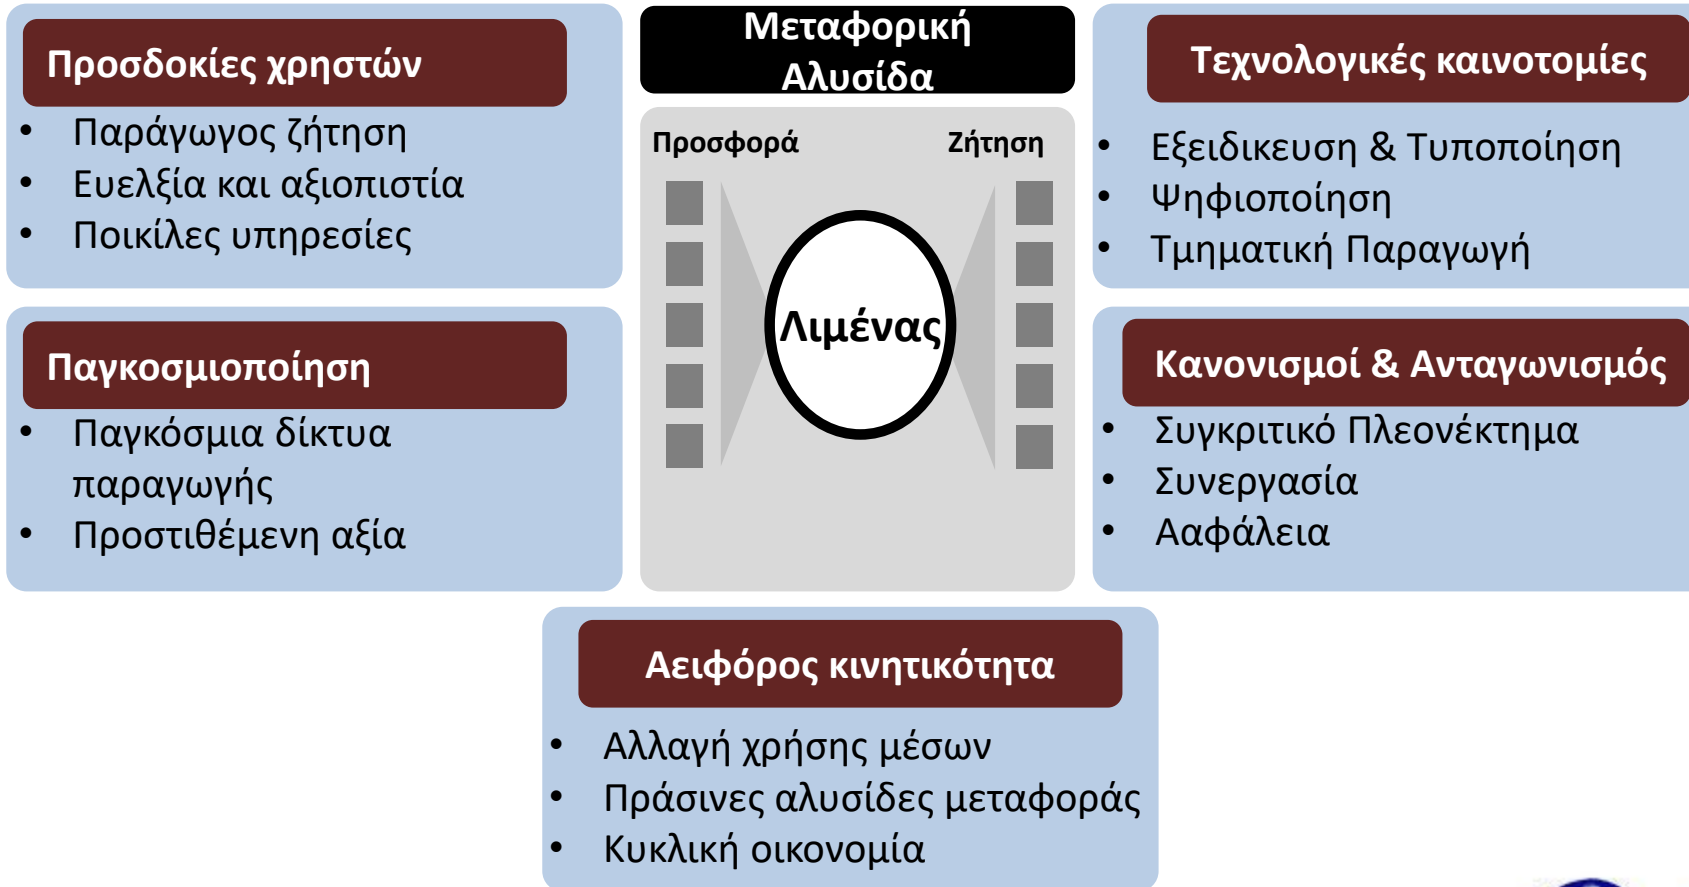 Προσδοκίες χρηστών
• Παράγωγος ζήτηση
• Ευελξία και αξιοπιστία
• Ποικίλες υπηρεσίες
Παγκοσμιοποίηση
• Παγκόσμια δίκτυα
παραγωγής
• Προστιθέμενη αξία
Μεταφορική
Αλυσίδα
Προσφορά Ζήτηση
Λιμένας
Τεχνολογικές καινοτομίες
• Εξειδικευση & Τυποποίηση
• Ψηφιοποίηση
• Τμηματική Παραγωγή
Κανονισμοί & Ανταγωνισμός
• Συγκριτικό Πλεονέκτημα
• Συνεργασία
• Ααφάλεια
Αειφόρος κινητικότητα
• Αλλαγή χρήσης μέσων
• Πράσινες αλυσίδες μεταφοράς
• Κυκλική οικονομία